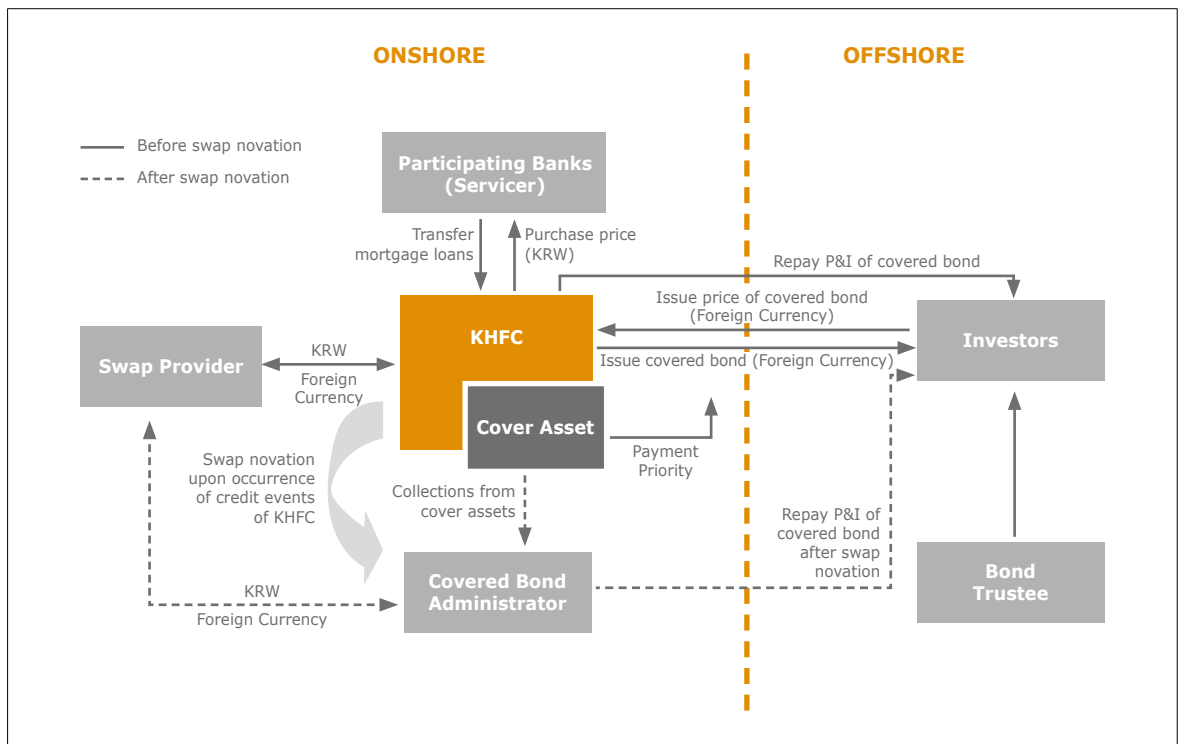 ONSHORE
OFFSHORE
Before swap novation
After swap novation
Participating Banks
(Servicer)
Transfer
mortgage loans
Purchase price
(KRW)
Repay P&I of covered bond
Issue price of covered bond
(Foreign Currency)
KHFC
Investors
Swap Provider
KRW
Foreign
Currency
Issue covered bond (Foreign Currency)
Cover Asset
Payment
Priority
Swap novation
upon occurrence
of credit events
of KHFC
Collections from
cover assets
Repay P&I of
covered bond
after swap
novation
Covered Bond
Administrator
Bond
Trustee
KRW
Foreign Currency